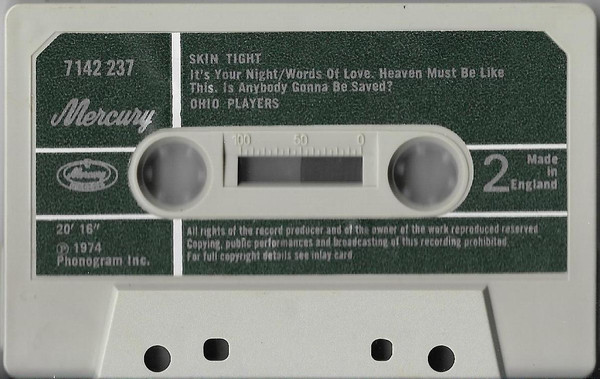 7142 237
Mercury
SKIN TIGHT
It's Your Night/Words Of Love. Heaven Must Be Like
This. Is Anybody Gonna Be Saved?
OHIO PLAYERS
100 50 0
Mercury
2
Made
in
England
20' 16"
℗ 1974
Phonogram Inc.
All rights of the record producer and of the owner of the work reproduced reserved
Copying, public performances and broadcasting of this recording prohibited.
For full copyright details see inlay card